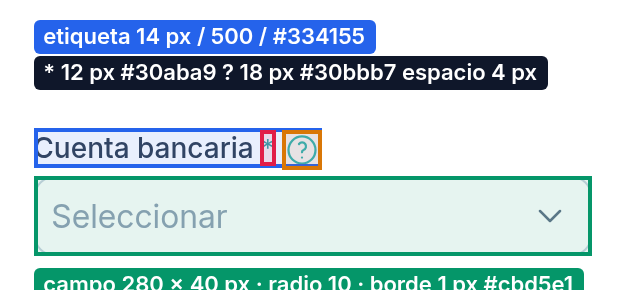 etiqueta 14 px / 500 / #334155
* 12 px #30aba9 ? 18 px #30bbb7 espacio 4 px
Cuenta bancaria * ?
Seleccionar
campo 280 × 40 px · radio 10 · borde 1 px #cbd5e1